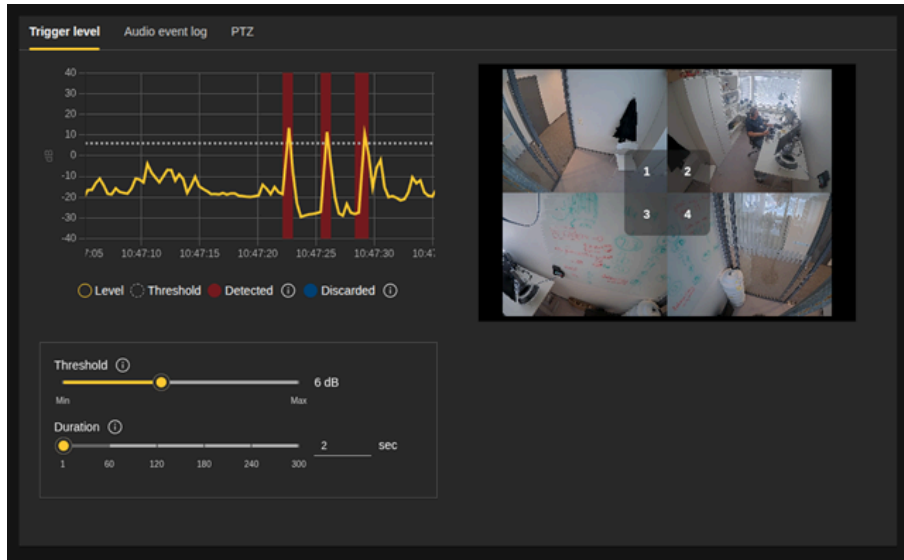 Trigger level Audio event log PTZ
40
30
20
10
0
-10
-20
-30
-40
dB
7:05 10:47:10 10:47:15 10:47:20 10:47:25 10:47:30 10:4
Level Threshold Detected Discarded
1 2
3 4
Threshold
6 dB
Min Max
Duration
2 sec
1 60 120 180 240 300